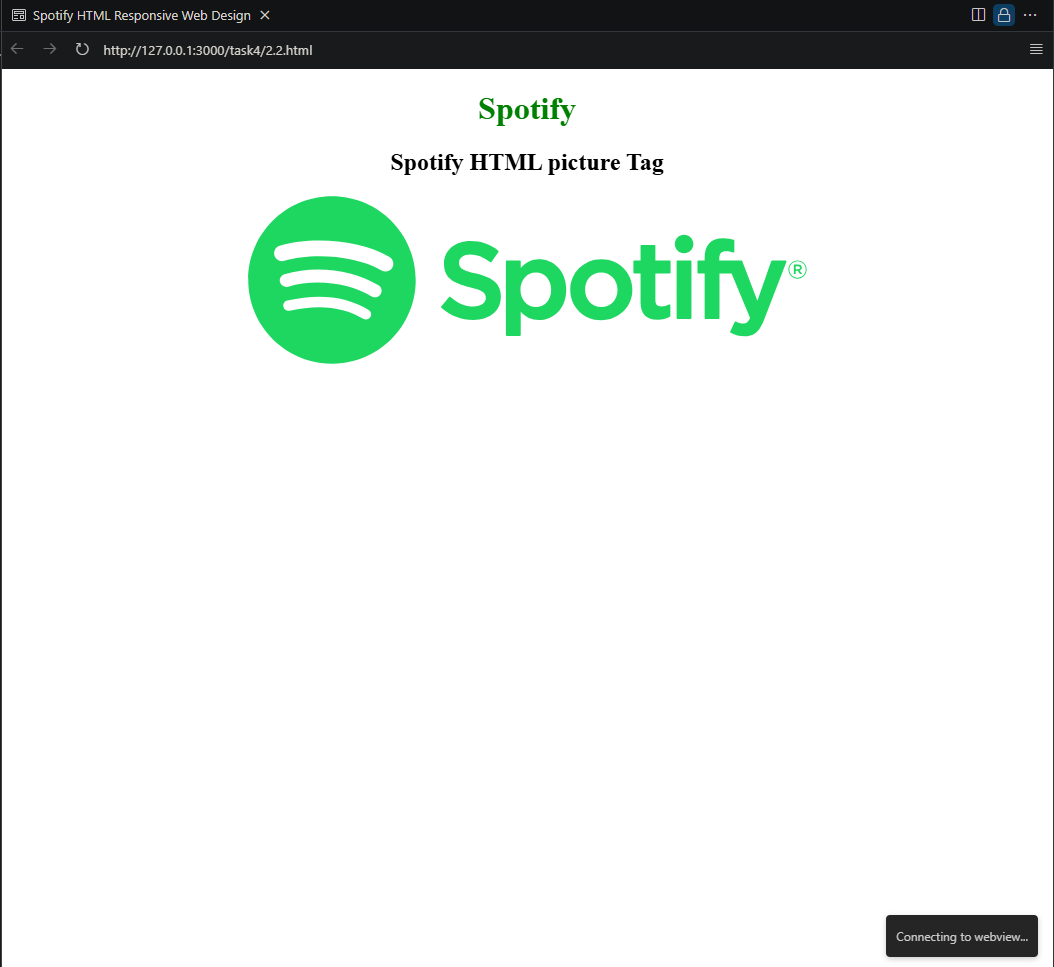 Spotify HTML Responsive Web Design
http://127.0.0.1:3000/task4/2.2.html
Spotify
Spotify HTML picture Tag
Spotify®
Connecting to webview...